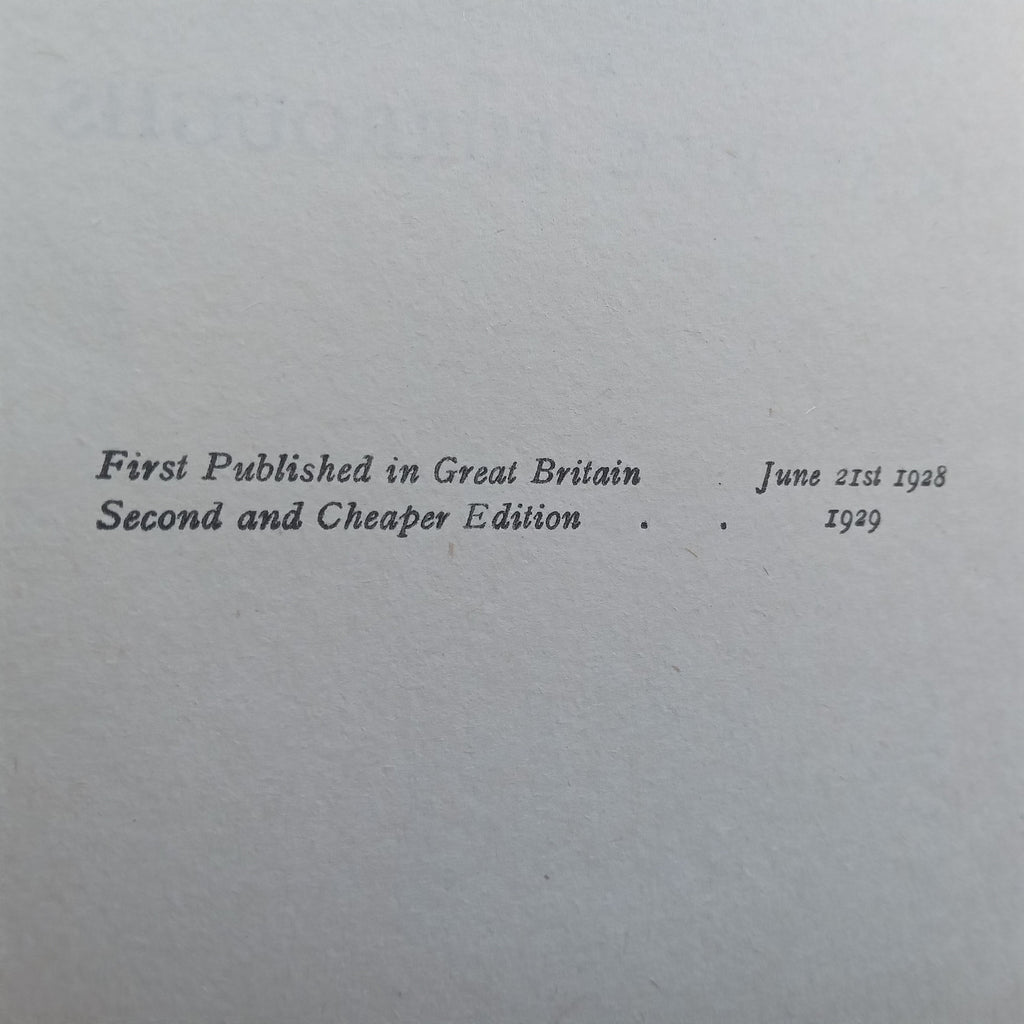 First Published in Great Britain . June 21st 1928
Second and Cheaper Edition . . 1929